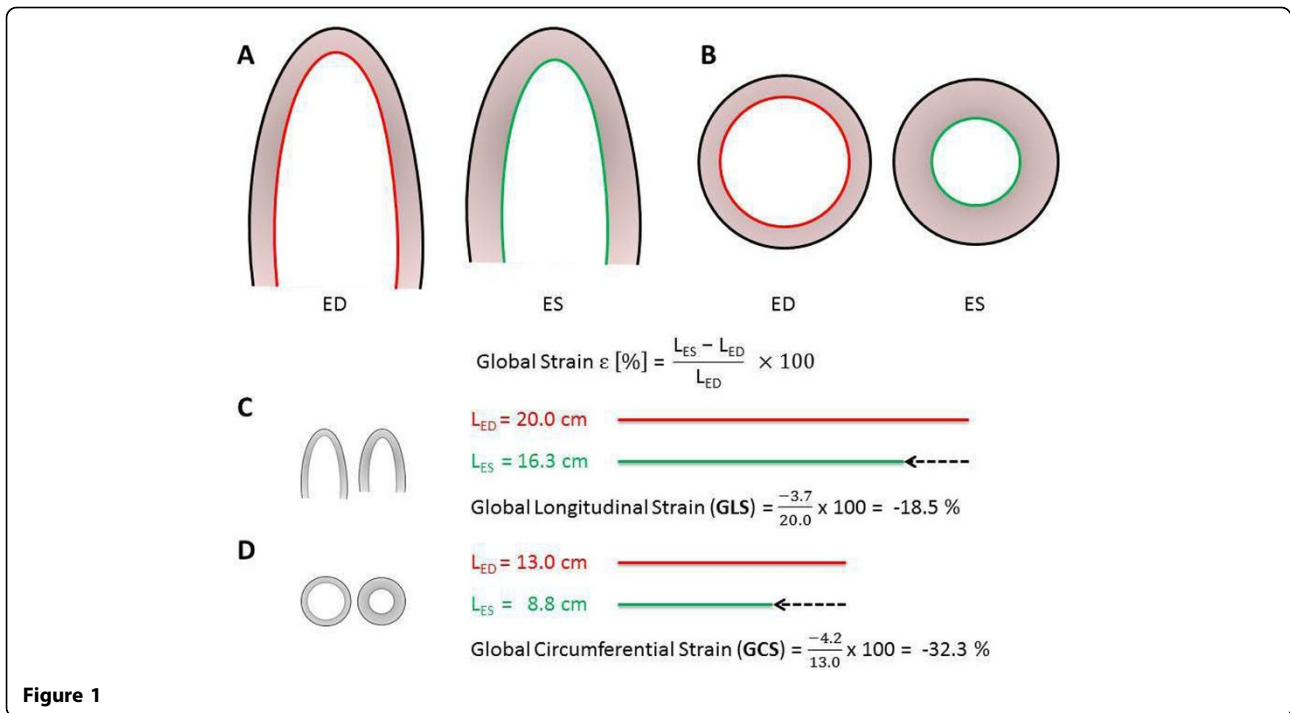 A
B
ED
ES
ED
ES
Global Strain ε [%] = (L_ES – L_ED) / L_ED × 100
C
L_ED = 20.0 cm
L_ES = 16.3 cm
Global Longitudinal Strain (GLS) = −3.7/20.0 x 100 = -18.5 %
D
L_ED = 13.0 cm
L_ES = 8.8 cm
Global Circumferential Strain (GCS) = −4.2/13.0 x 100 = -32.3 %
Figure 1